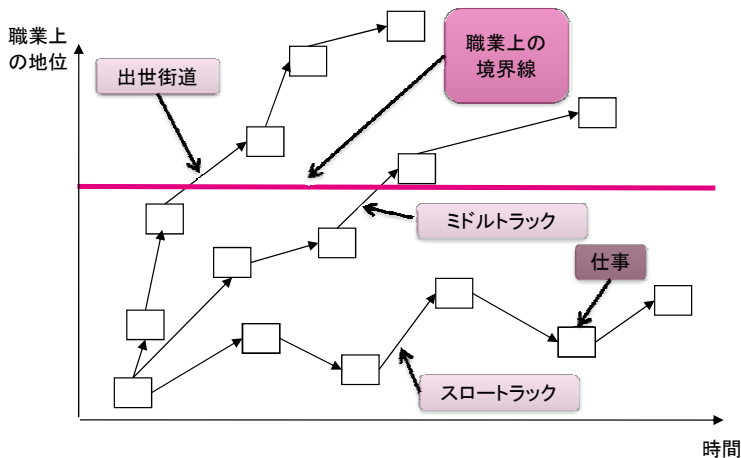 職業上
の地位
出世街道
職業上の
境界線
ミドルトラック
仕事
スロートラック
時間